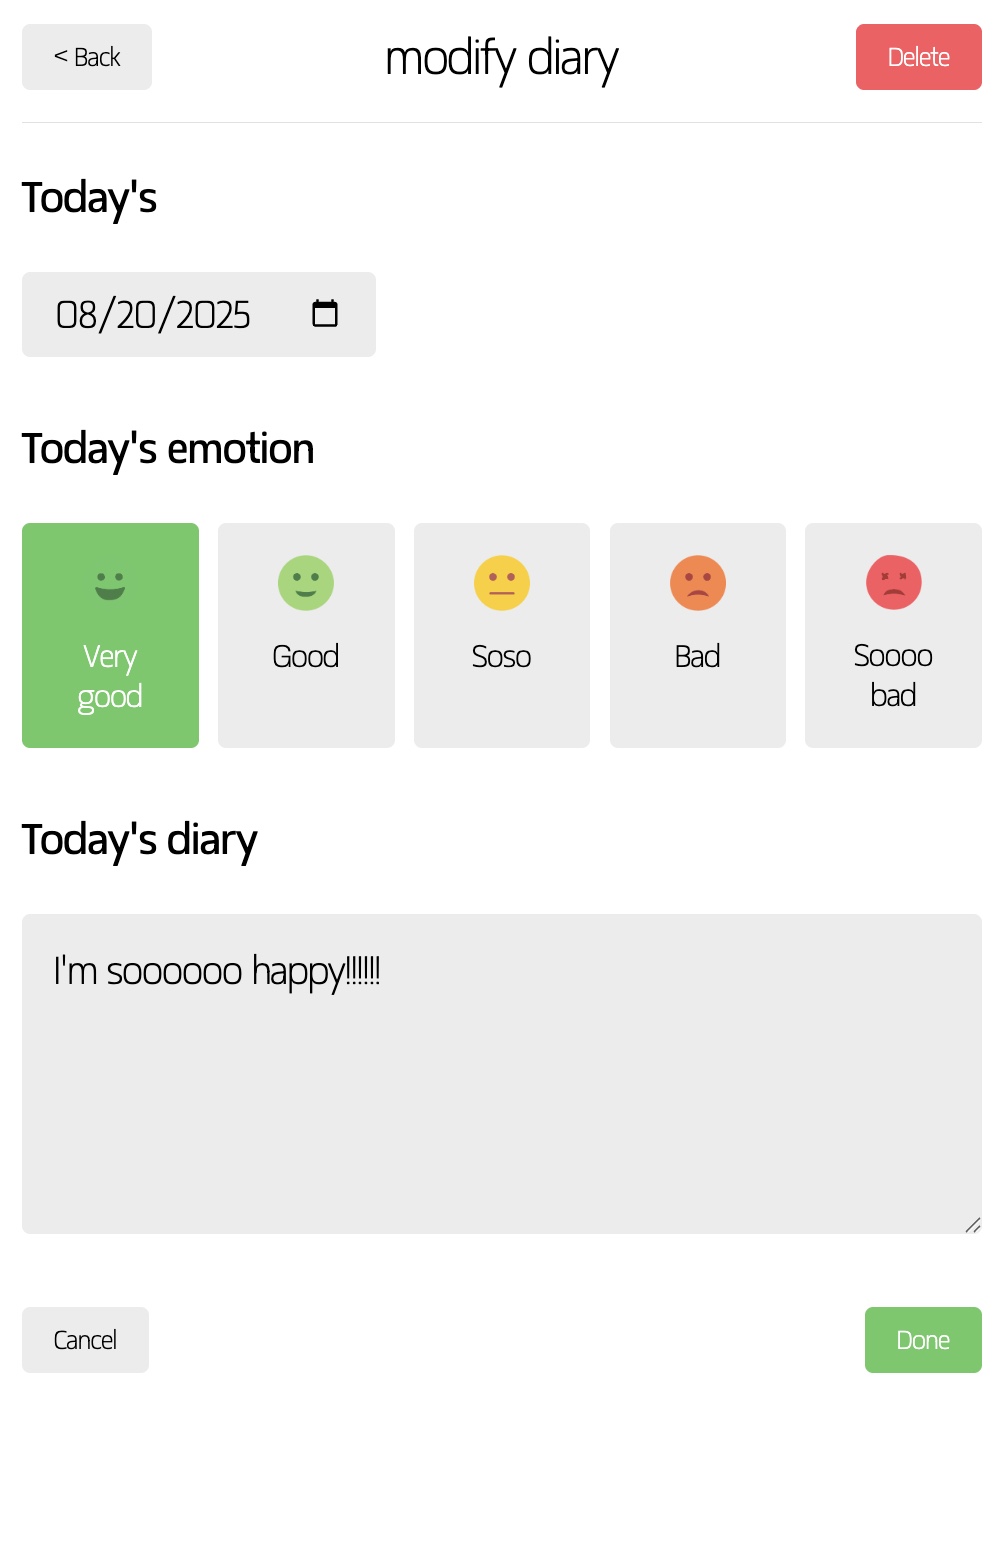 < Back
modify diary
Delete
Today's
08/20/2025
Today's emotion
Very
good
Good
Soso
Bad
Soooo
bad
Today's diary
I'm soooooo happy!!!!!!
Cancel
Done